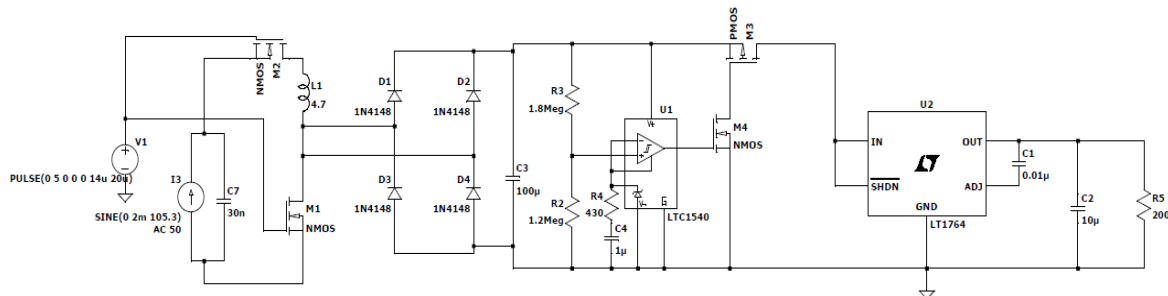 NMOS
M2
L1
4.7
V1
PULSE(0 5 0 0 0 14u 20u)
I3
SINE(0 2m 105.3)
AC 50
C7
30n
M1
NMOS
D1
1N4148
D2
1N4148
D3
1N4148
D4
1N4148
C3
100µ
R3
1.8Meg
R2
1.2Meg
U1
V+
V-
G
R4
430
C4
1µ
LTC1540
M4
NMOS
PMOS
M3
U2
IN
OUT
SHDN
ADJ
GND
LT1764
C1
0.01µ
C2
10µ
R5
200